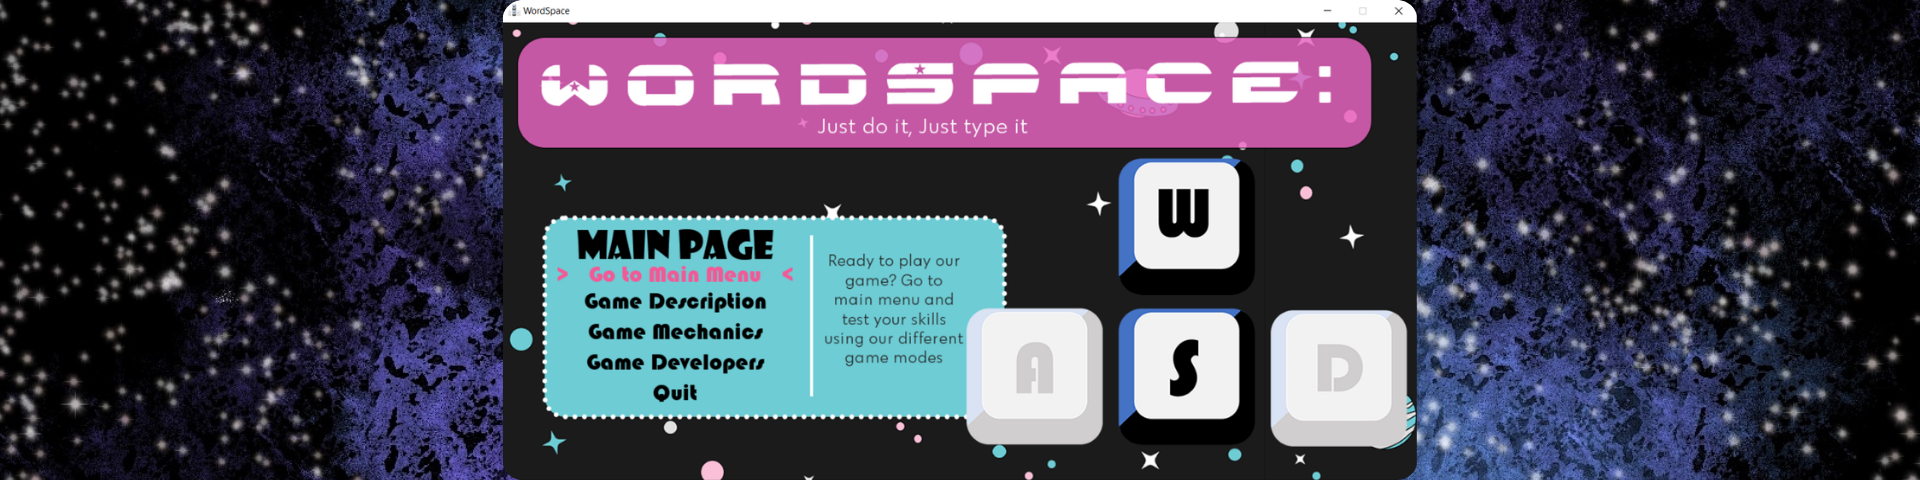 WordSpace
WORDSPACE:
Just do it, Just type it
MAIN PAGE
> Go to Main Menu <
Game Description
Game Mechanics
Game Developers
Quit
Ready to play our
game? Go to
main menu and
test your skills
using our different
game modes
W
A S D